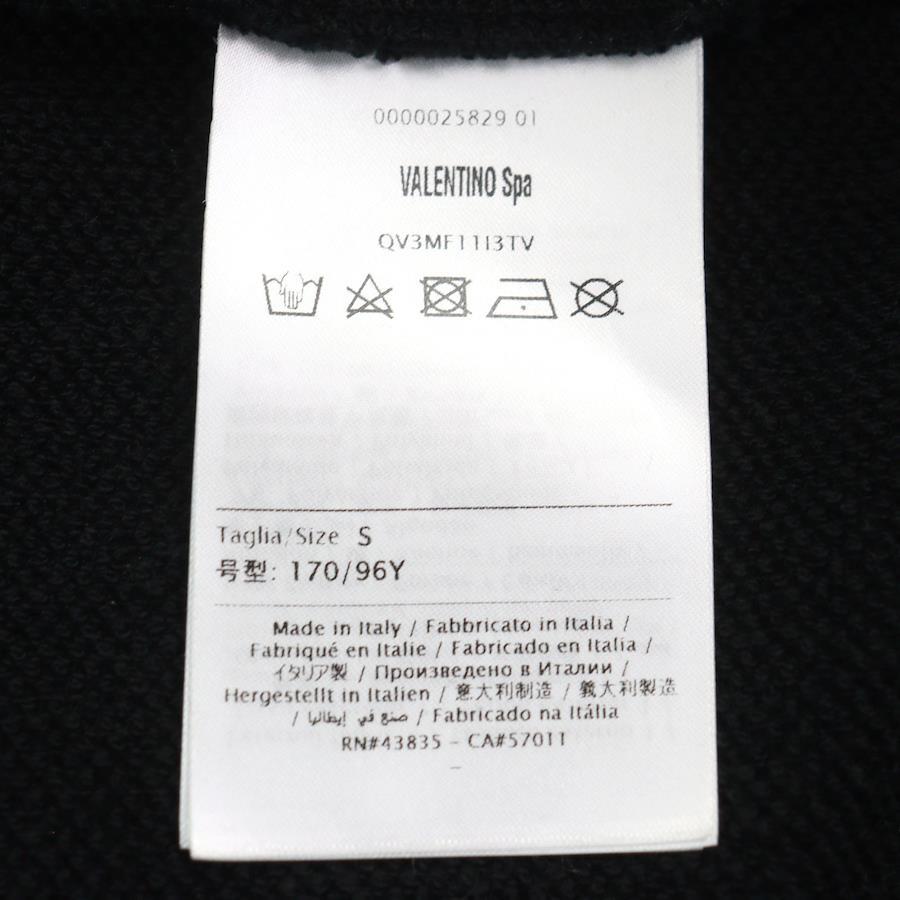 0000025829 01
VALENTINO Spa
QV3MF11I3TV
Taglia/Size S
号型: 170/96Y
Made in Italy / Fabbricato in Italia /
Fabriqué en Italie / Fabricado en Italia /
イタリア製 / Произведено в Италии /
Hergestellt in Italien / 意大利制造 / 義大利製造
/ صنع في إيطاليا / Fabricado na Itália
RN#43835 - CA#57011